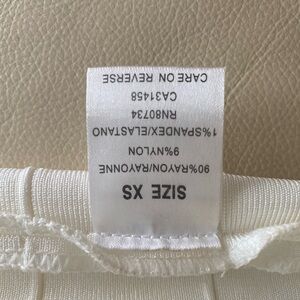 SIZE XS
90%RAYON/RAYONNE
9%NYLON
1%SPANDEX/ELASTANO
RN80734
CA31458
CARE ON REVERSE